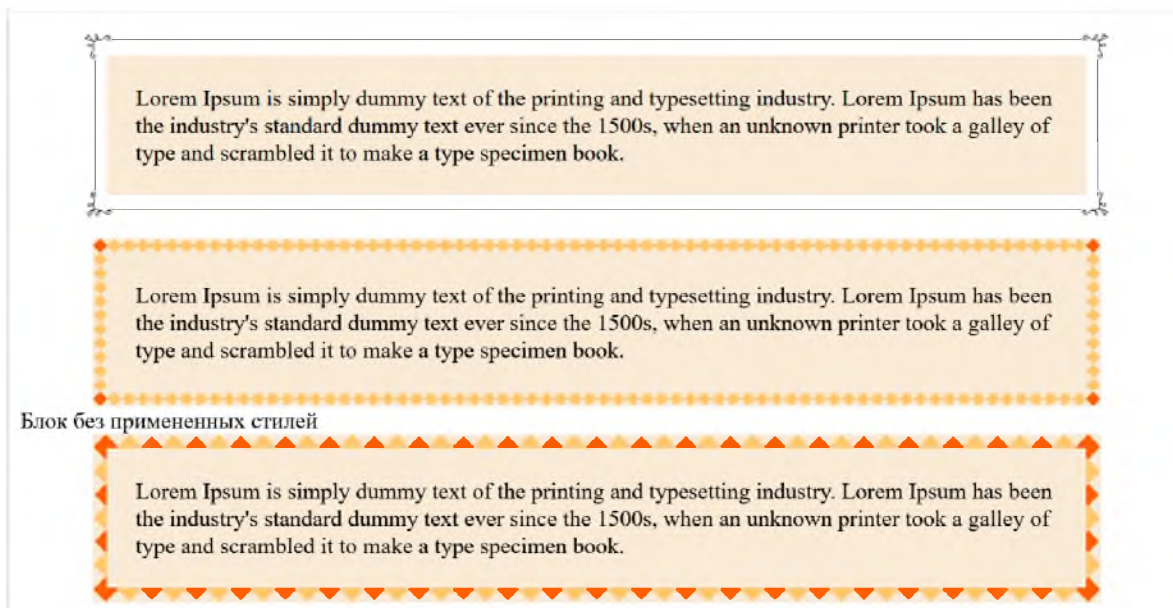 Lorem Ipsum is simply dummy text of the printing and typesetting industry. Lorem Ipsum has been
the industry's standard dummy text ever since the 1500s, when an unknown printer took a galley of
type and scrambled it to make a type specimen book.
Lorem Ipsum is simply dummy text of the printing and typesetting industry. Lorem Ipsum has been
the industry's standard dummy text ever since the 1500s, when an unknown printer took a galley of
type and scrambled it to make a type specimen book.
Блок без примененных стилей
Lorem Ipsum is simply dummy text of the printing and typesetting industry. Lorem Ipsum has been
the industry's standard dummy text ever since the 1500s, when an unknown printer took a galley of
type and scrambled it to make a type specimen book.